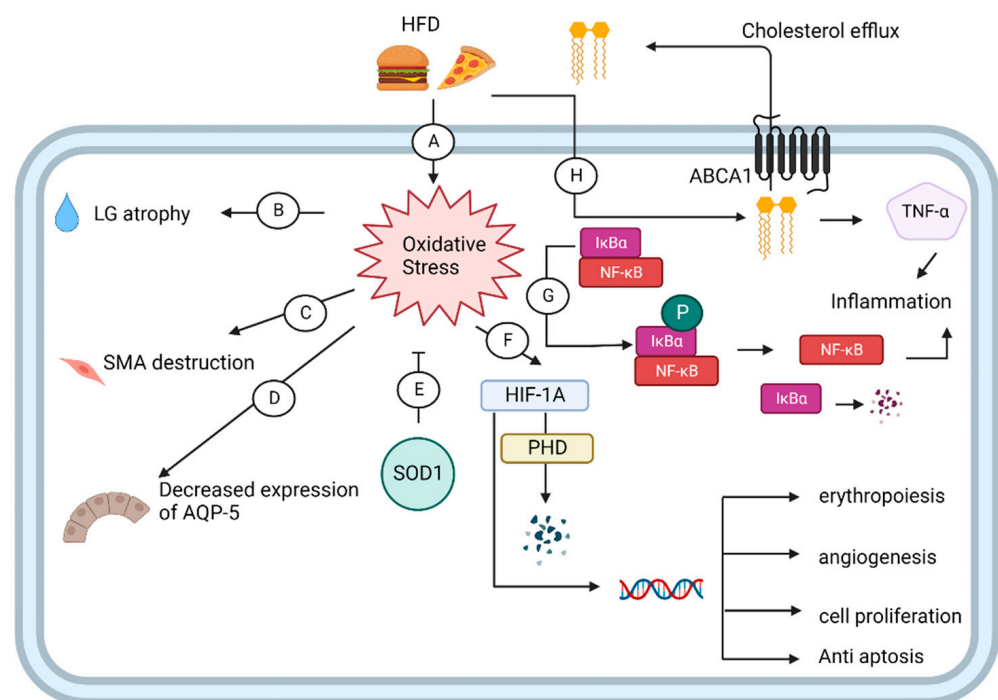 HFD
Cholesterol efflux
A
H
ABCA1
B
LG atrophy
TNF-α
Oxidative
Stress
IκBα
NF-κB
G
Inflammation
C
P
F
IκBα
NF-κB
NF-κB
SMA destruction
D
E
HIF-1A
IκBα
PHD
SOD1
Decreased expression
of AQP-5
erythropoiesis
angiogenesis
cell proliferation
Anti aptosis